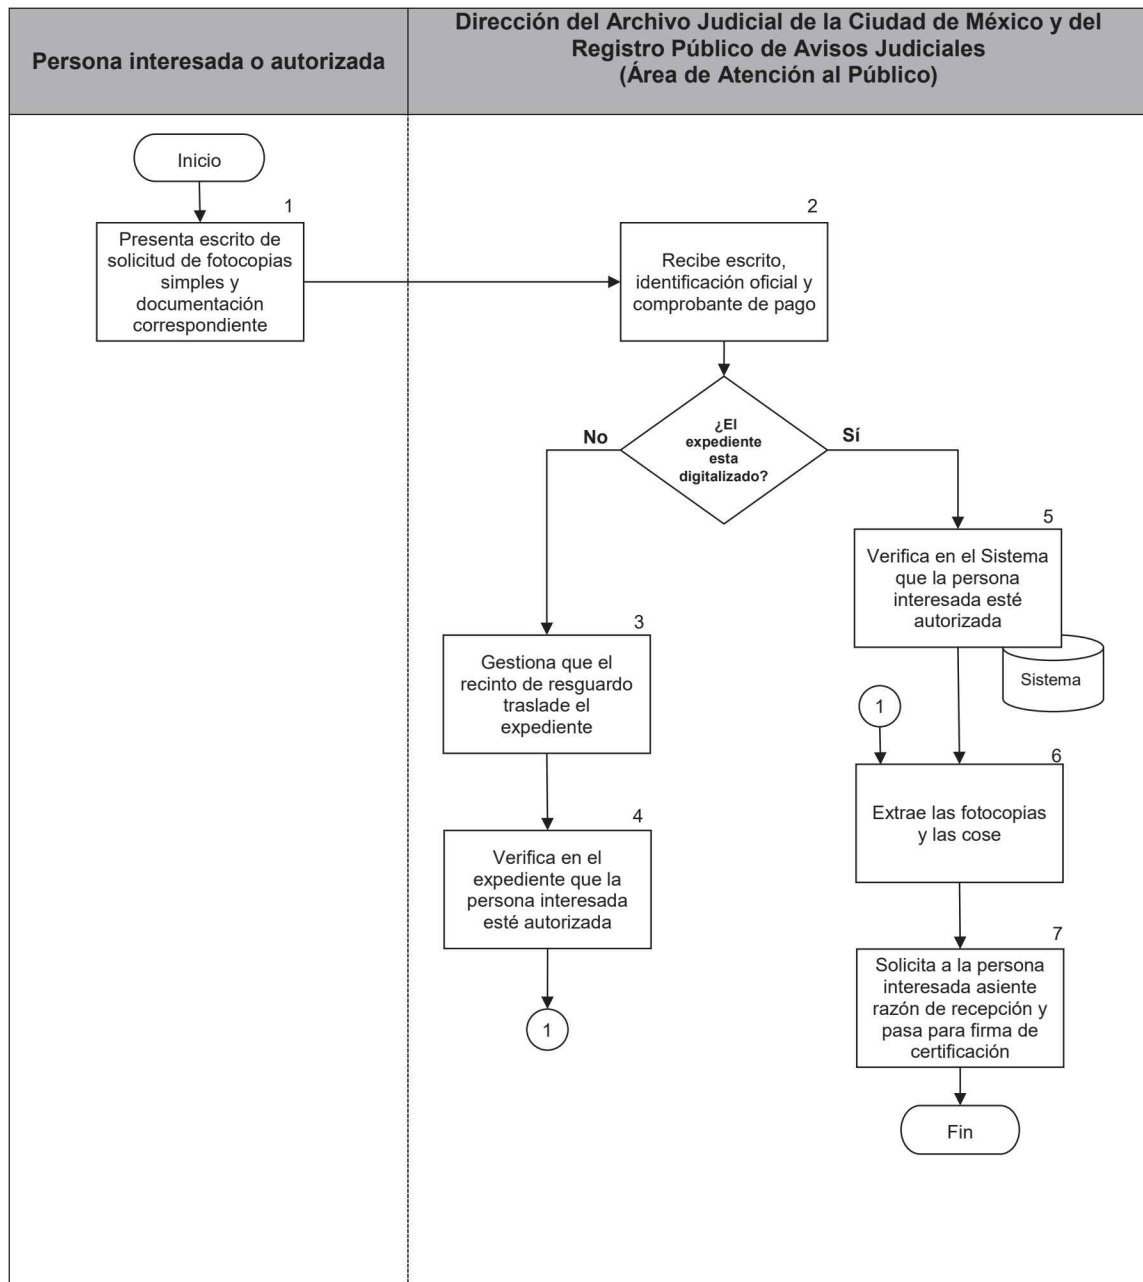 Persona interesada o autorizada
Dirección del Archivo Judicial de la Ciudad de México y del
Registro Público de Avisos Judiciales
(Área de Atención al Público)
Inicio
1
Presenta escrito de
solicitud de fotocopias
simples y
documentación
correspondiente
2
Recibe escrito,
identificación oficial y
comprobante de pago
¿El
expediente
esta
digitalizado?
No
Sí
3
Gestiona que el
recinto de resguardo
traslade el
expediente
4
Verifica en el
expediente que la
persona interesada
esté autorizada
1
5
Verifica en el Sistema
que la persona
interesada esté
autorizada
Sistema
1
6
Extrae las fotocopias
y las cose
7
Solicita a la persona
interesada asiente
razón de recepción y
pasa para firma de
certificación
Fin